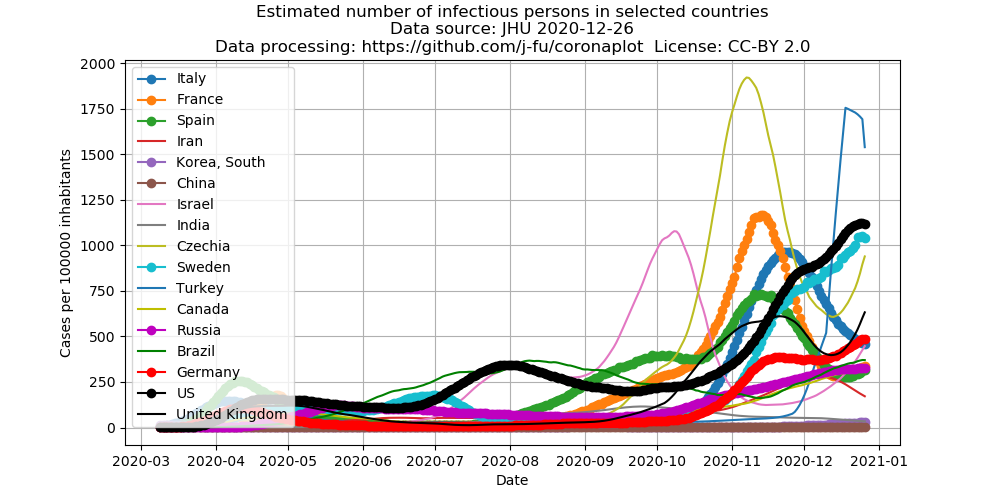 Estimated number of infectious persons in selected countries
Data source: JHU 2020-12-26
Data processing: https://github.com/j-fu/coronaplot  License: CC-BY 2.0
Cases per 100000 inhabitants
2000
1750
1500
1250
1000
750
500
250
0
Italy
France
Spain
Iran
Korea, South
China
Israel
India
Czechia
Sweden
Turkey
Canada
Russia
Brazil
Germany
US
United Kingdom
2020-03 2020-04 2020-05 2020-06 2020-07 2020-08 2020-09 2020-10 2020-11 2020-12 2021-01
Date